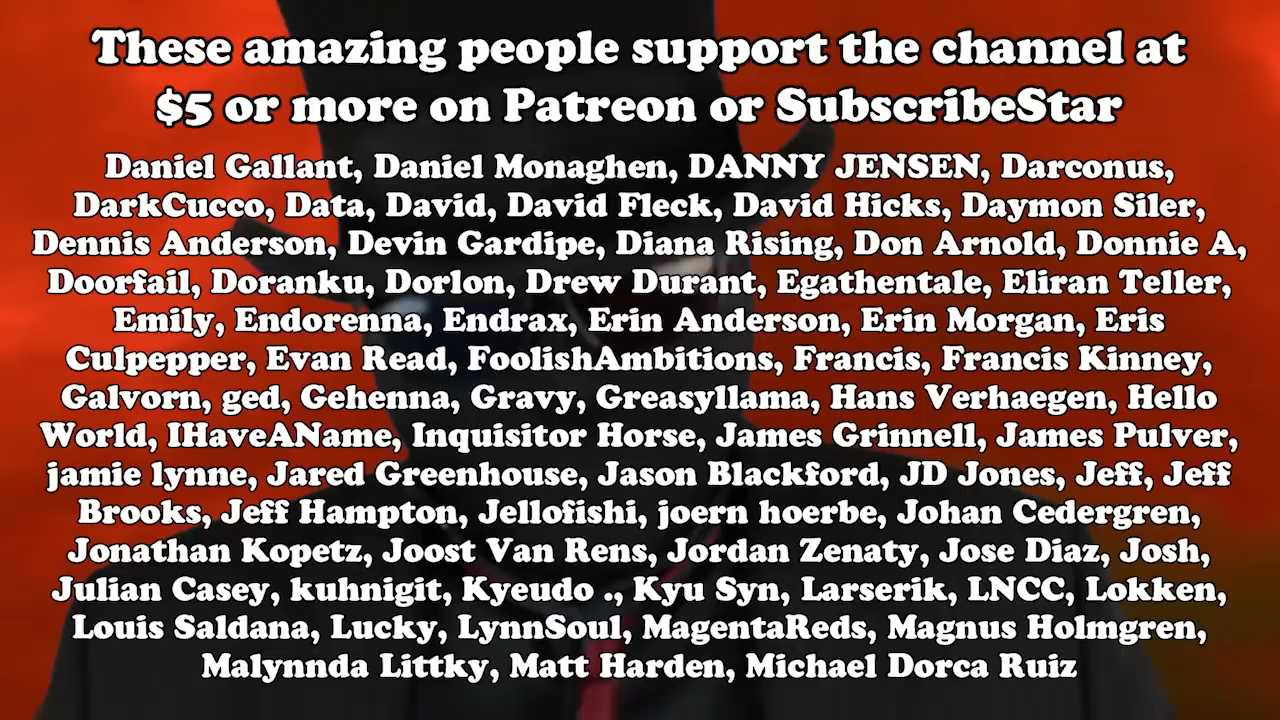 These amazing people support the channel at
$5 or more on Patreon or SubscribeStar
Daniel Gallant, Daniel Monaghen, DANNY JENSEN, Darconus,
DarkCucco, Data, David, David Fleck, David Hicks, Daymon Siler,
Dennis Anderson, Devin Gardipe, Diana Rising, Don Arnold, Donnie A,
Doorfail, Doranku, Dorlon, Drew Durant, Egathentale, Eliran Teller,
Emily, Endorenna, Endrax, Erin Anderson, Erin Morgan, Eris
Culpepper, Evan Read, FoolishAmbitions, Francis, Francis Kinney,
Galvorn, ged, Gehenna, Gravy, Greasyllama, Hans Verhaegen, Hello
World, IHaveAName, Inquisitor Horse, James Grinnell, James Pulver,
jamie lynne, Jared Greenhouse, Jason Blackford, JD Jones, Jeff, Jeff
Brooks, Jeff Hampton, Jellofishi, joern hoerbe, Johan Cedergren,
Jonathan Kopetz, Joost Van Rens, Jordan Zenaty, Jose Diaz, Josh,
Julian Casey, kuhnigit, Kyeudo ., Kyu Syn, Larserik, LNCC, Lokken,
Louis Saldana, Lucky, LynnSoul, MagentaReds, Magnus Holmgren,
Malynnda Littky, Matt Harden, Michael Dorca Ruiz